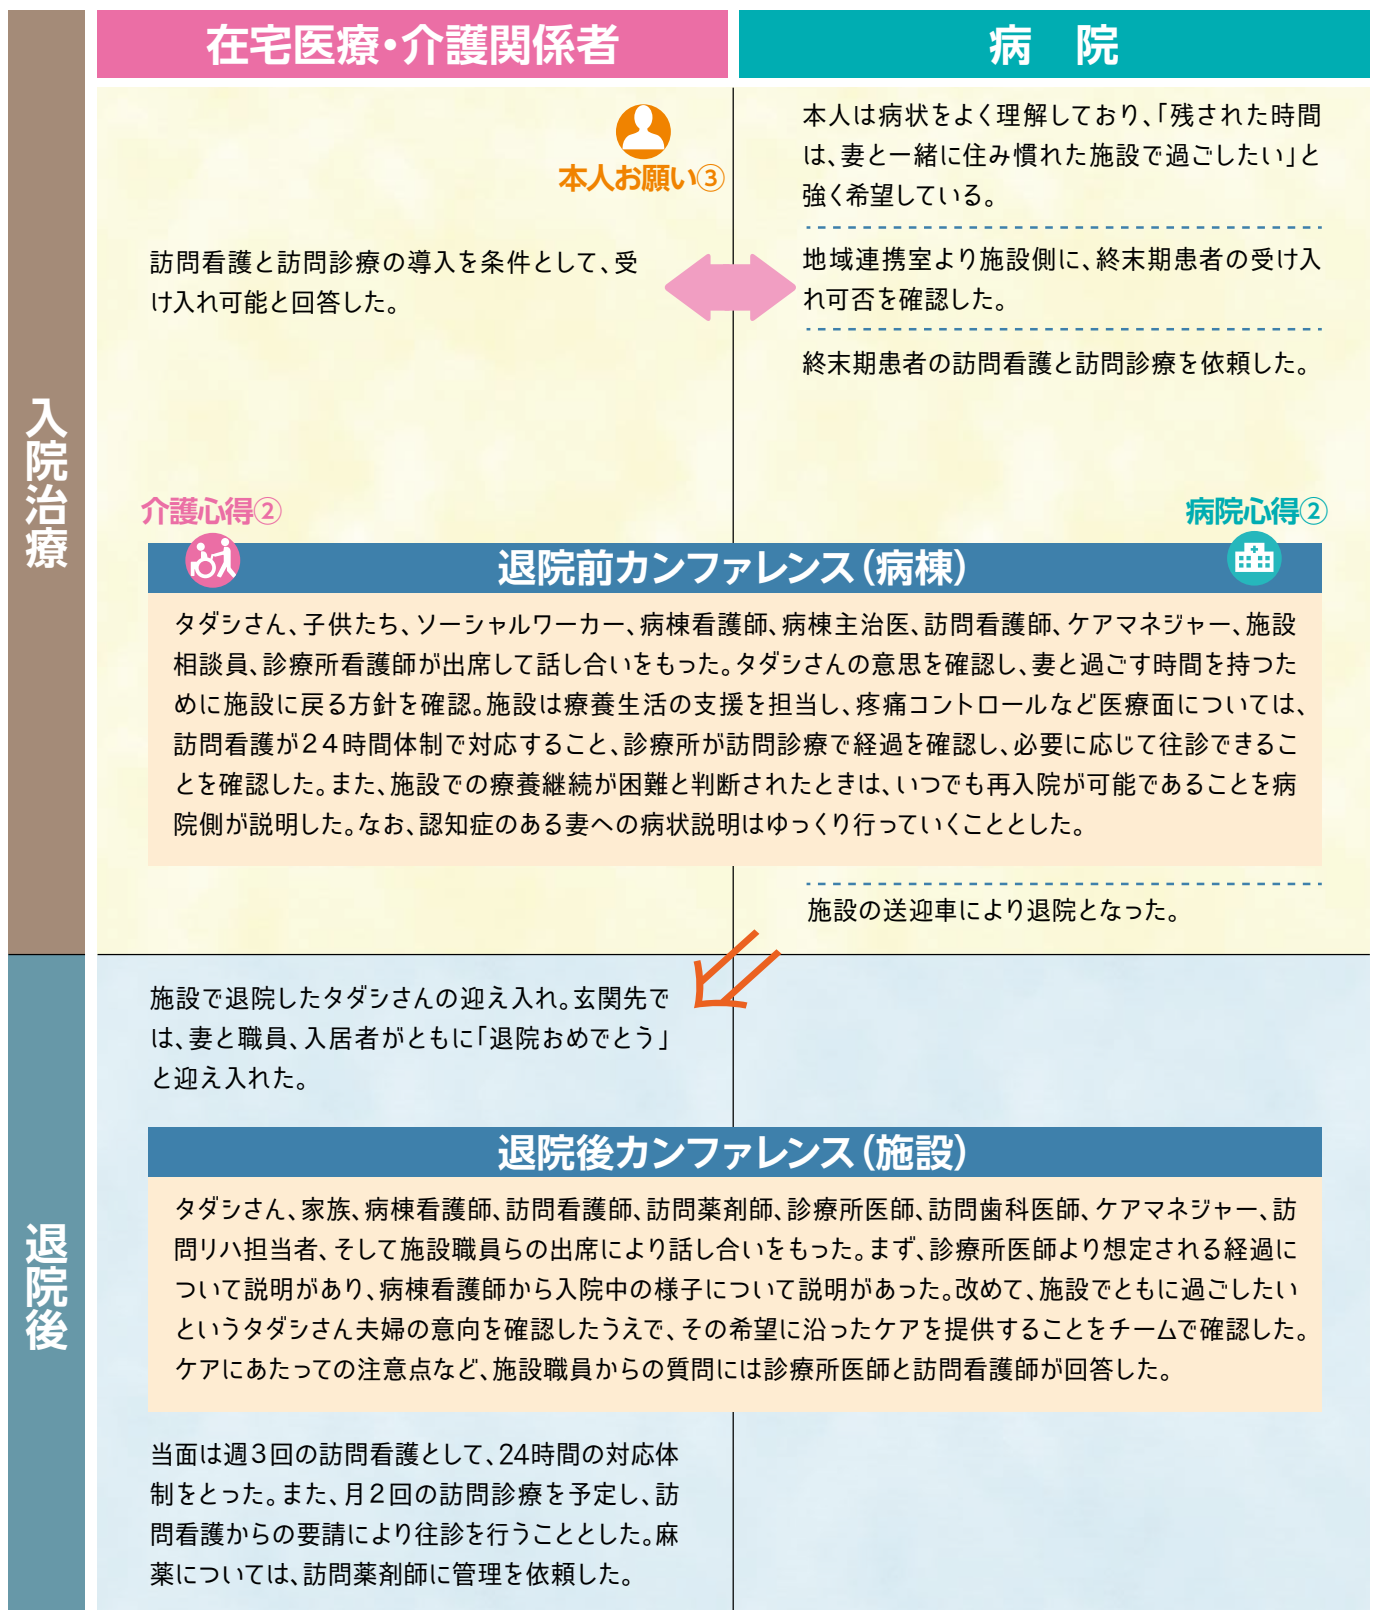 在宅医療・介護関係者
病　院
入院治療
本人お願い③
本人は病状をよく理解しており、「残された時間
は、妻と一緒に住み慣れた施設で過ごしたい」と
強く希望している。
訪問看護と訪問診療の導入を条件として、受
け入れ可能と回答した。
地域連携室より施設側に、終末期患者の受け入
れ可否を確認した。
終末期患者の訪問看護と訪問診療を依頼した。
介護心得②
病院心得②
退院前カンファレンス（病棟）
タダシさん、子供たち、ソーシャルワーカー、病棟看護師、病棟主治医、訪問看護師、ケアマネジャー、施設
相談員、診療所看護師が出席して話し合いをもった。タダシさんの意思を確認し、妻と過ごす時間を持つた
めに施設に戻る方針を確認。施設は療養生活の支援を担当し、疼痛コントロールなど医療面については、
訪問看護が２４時間体制で対応すること、診療所が訪問診療で経過を確認し、必要に応じて往診できるこ
とを確認した。また、施設での療養継続が困難と判断されたときは、いつでも再入院が可能であることを病
院側が説明した。なお、認知症のある妻への病状説明はゆっくり行っていくこととした。
施設の送迎車により退院となった。
退院後
施設で退院したタダシさんの迎え入れ。玄関先で
は、妻と職員、入居者がともに「退院おめでとう」
と迎え入れた。
退院後カンファレンス（施設）
タダシさん、家族、病棟看護師、訪問看護師、訪問薬剤師、診療所医師、訪問歯科医師、ケアマネジャー、訪
問リハ担当者、そして施設職員らの出席により話し合いをもった。まず、診療所医師より想定される経過に
ついて説明があり、病棟看護師から入院中の様子について説明があった。改めて、施設でともに過ごしたい
というタダシさん夫婦の意向を確認したうえで、その希望に沿ったケアを提供することをチームで確認した。
ケアにあたっての注意点など、施設職員からの質問には診療所医師と訪問看護師が回答した。
当面は週３回の訪問看護として、24時間の対応体
制をとった。また、月２回の訪問診療を予定し、訪
問看護からの要請により往診を行うこととした。麻
薬については、訪問薬剤師に管理を依頼した。